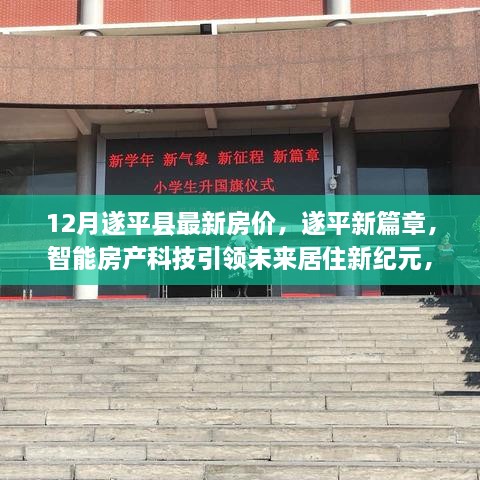 新学年 新气象 新征程 新篇章
小学生升国旗仪式
12月遂平县最新房价，遂平新篇章，
智能房产科技引领未来居住新纪元，